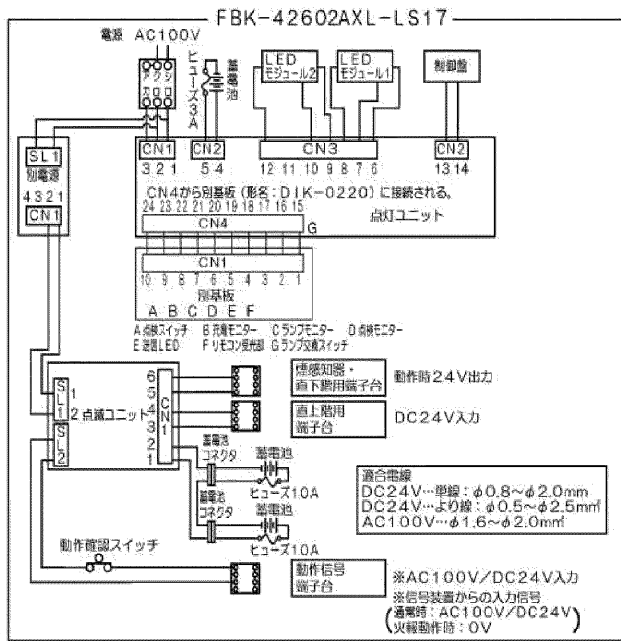 FBK-42602AXL-LS17
電源 AC100V
アカ
クロ
シロ
ヒューズ3A
蓄電池
LED
モジュール2
LED
モジュール1
制御盤
SL1
別電源
4 3 2 1
CN1
CN1
3 2 1
CN2
5 4
CN3
12 11 10 9 8 7 6
CN2
13 14
CN4から別基板(形名:DIK-0220)に接続される。
24 23 22 21 20 19 18 17 16 15
CN4
G
点灯ユニット
CN1
10 9 8 7 6 5 4 3 2 1
別基板
A B C D E F
A 点検スイッチ B 充電モニター C ランプモニター D 点検モニター
E 送信LED F リモコン受光部 G ランプ交換スイッチ
SL1
1
2
点滅ユニット
SL2
CN1
6
5
4
3
2
1
煙感知器・
直下階用端子台
動作時24V出力
直上階用
端子台
DC24V入力
蓄電池
コネクタ
蓄電池
ヒューズ10A
蓄電池
コネクタ
蓄電池
ヒューズ10A
適合電線
DC24V…単線:φ0.8~φ2.0mm
DC24V…より線:φ0.5~φ2.5mm²
AC100V…φ1.6~φ2.0mm²
動作確認スイッチ
動作信号
端子台
※AC100V/DC24V入力
※信号装置からの入力信号
(通常時:AC100V/DC24V
火報動作時:0V)